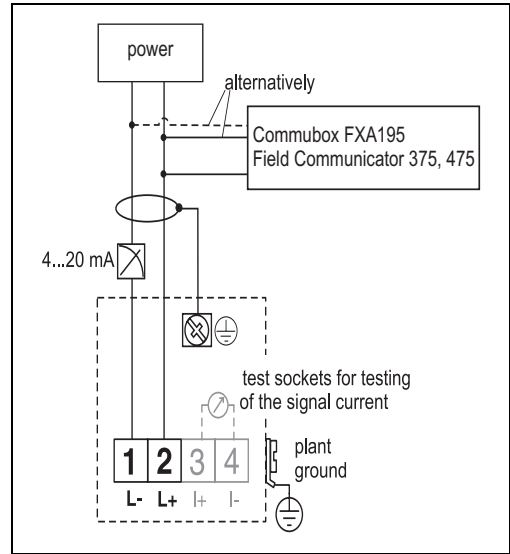 power
alternatively
Commubox FXA195
Field Communicator 375, 475
4...20 mA
test sockets for testing
of the signal current
1 2 3 4
plant
ground
L- L+ I+ I-